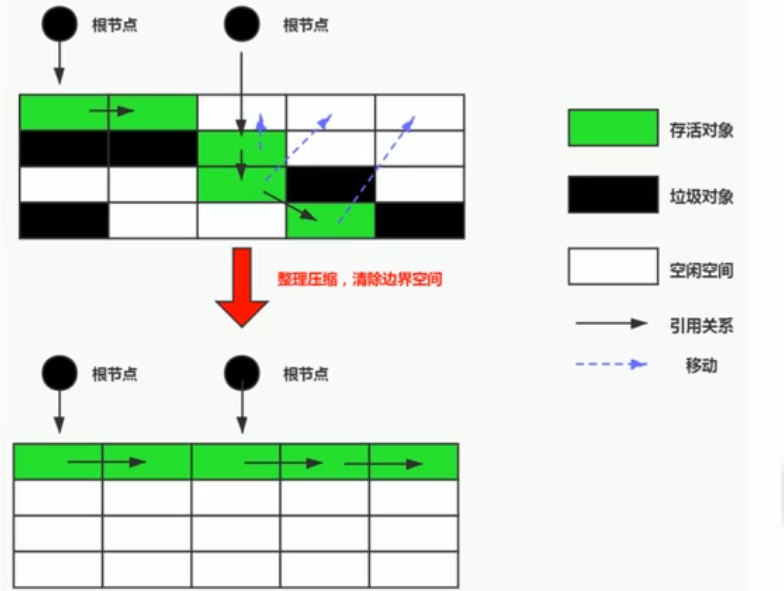 根节点
根节点
存活对象
垃圾对象
空闲空间
引用关系
移动
整理压缩，清除边界空间
根节点
根节点